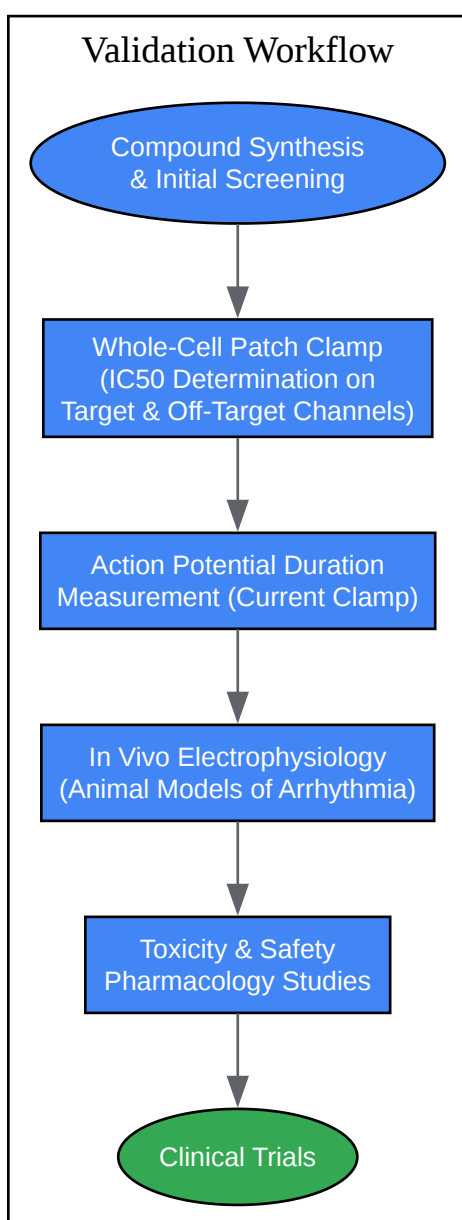 Validation Workflow
Compound Synthesis
& Initial Screening
Whole-Cell Patch Clamp
(IC50 Determination on
Target & Off-Target Channels)
Action Potential Duration
Measurement (Current Clamp)
In Vivo Electrophysiology
(Animal Models of Arrhythmia)
Toxicity & Safety
Pharmacology Studies
Clinical Trials